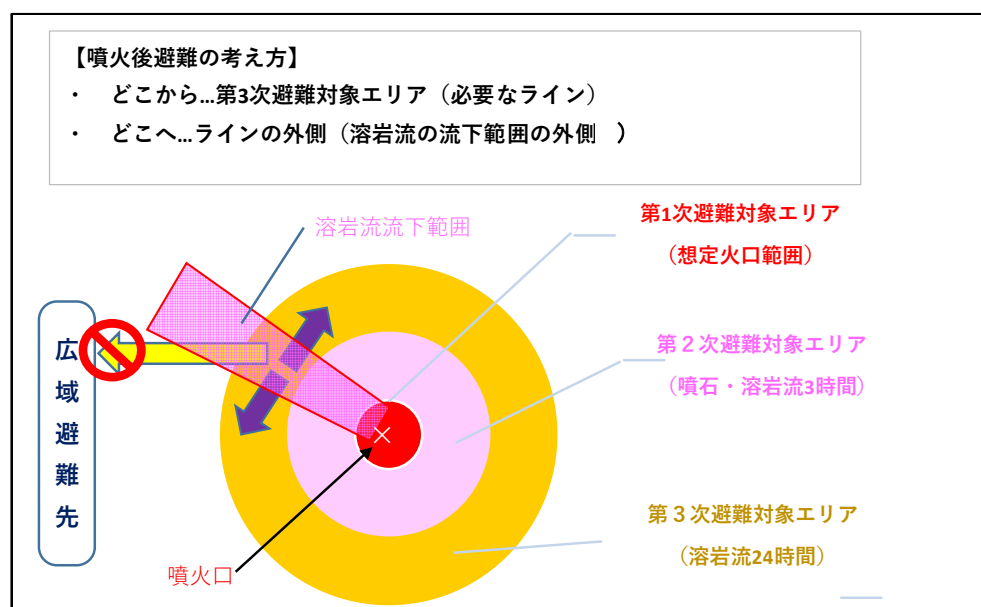 【噴火後避難の考え方】
・ どこから…第3次避難対象エリア（必要なライン）
・ どこへ…ラインの外側（溶岩流の流下範囲の外側 ）
溶岩流流下範囲
第1次避難対象エリア
（想定火口範囲）
広域避難先
第２次避難対象エリア
（噴石・溶岩流3時間）
第３次避難対象エリア
（溶岩流24時間）
噴火口